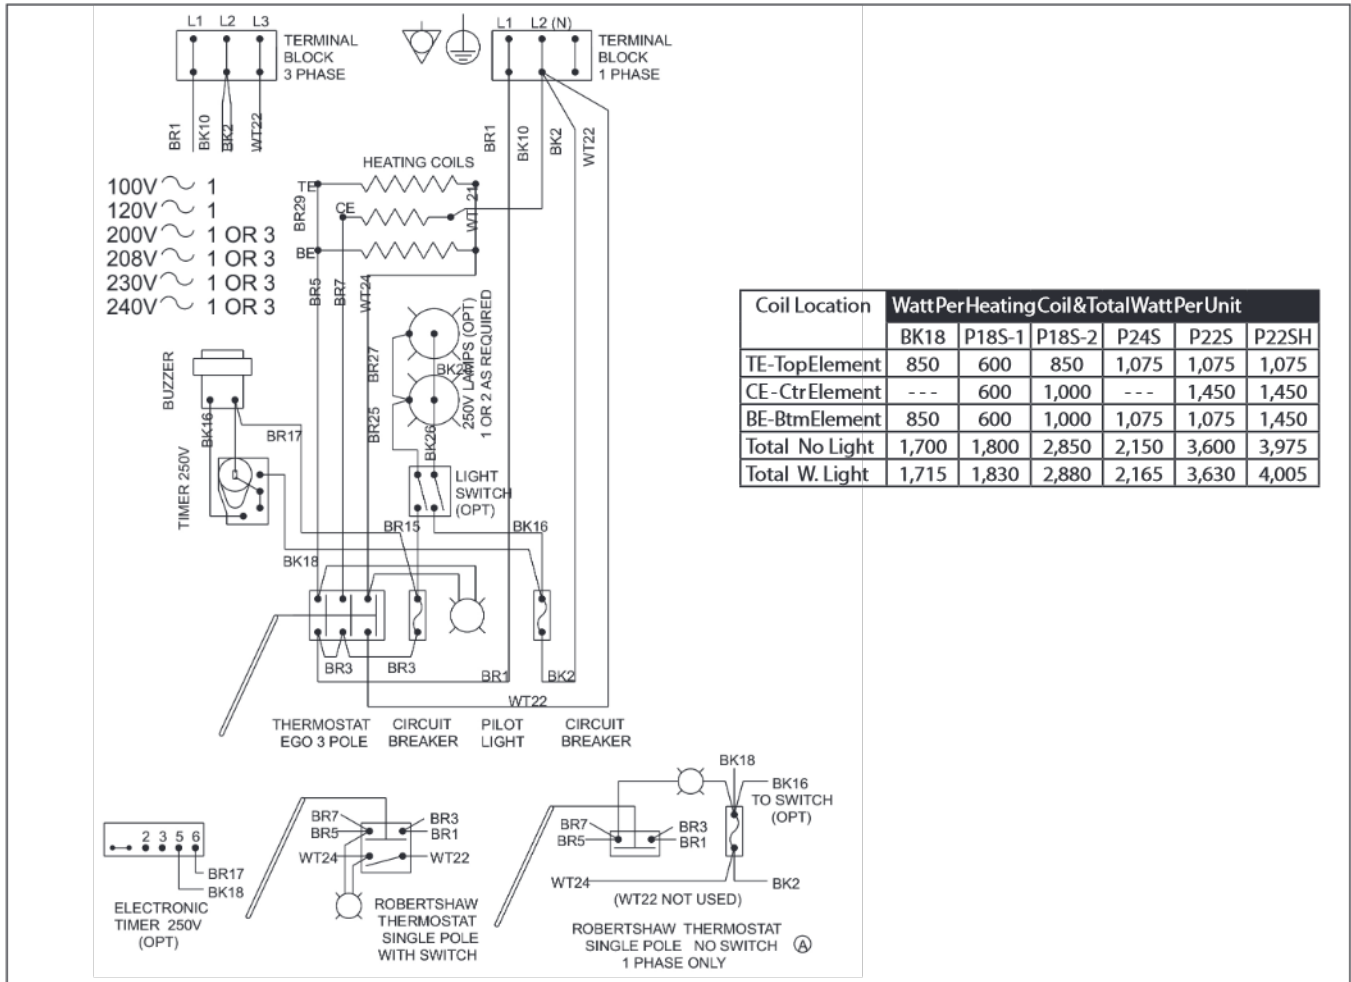 L1 L2 L3
TERMINAL
BLOCK
3 PHASE
L1 L2 (N)
TERMINAL
BLOCK
1 PHASE
BR1
BK10
BK2
WT22
BR1
BK10
BK2
WT22
100V 1
120V 1
200V 1 OR 3
208V 1 OR 3
230V 1 OR 3
240V 1 OR 3
HEATING COILS
TE
CE
BE
BR29
WT 21
BR5
BR7
WT24
BUZZER
BK16
BR17
TIMER 250V
BK18
BR27
BR25
BK26
250V LAMPS (OPT)
1 OR 2 AS REQUIRED
LIGHT
SWITCH
(OPT)
BR15
BK16
BR3
BR3
BR1
BK2
WT22
THERMOSTAT
EGO 3 POLE
CIRCUIT
BREAKER
PILOT
LIGHT
CIRCUIT
BREAKER
Coil Location Watt Per Heating Coil & Total Watt Per Unit
BK18 P18S-1 P18S-2 P24S P22S P22SH
TE-Top Element 850 600 850 1,075 1,075 1,075
CE-Ctr Element --- 600 1,000 --- 1,450 1,450
BE-Btm Element 850 600 1,000 1,075 1,075 1,450
Total No Light 1,700 1,800 2,850 2,150 3,600 3,975
Total W. Light 1,715 1,830 2,880 2,165 3,630 4,005
2 3 5 6
BR17
BK18
ELECTRONIC
TIMER 250V
(OPT)
BR7
BR5
WT24
BR3
BR1
WT22
ROBERTSHAW
THERMOSTAT
SINGLE POLE
WITH SWITCH
BK18
BK16
TO SWITCH
(OPT)
BR7
BR5
BR3
BR1
WT24
BK2
(WT22 NOT USED)
ROBERTSHAW THERMOSTAT
SINGLE POLE NO SWITCH A
1 PHASE ONLY